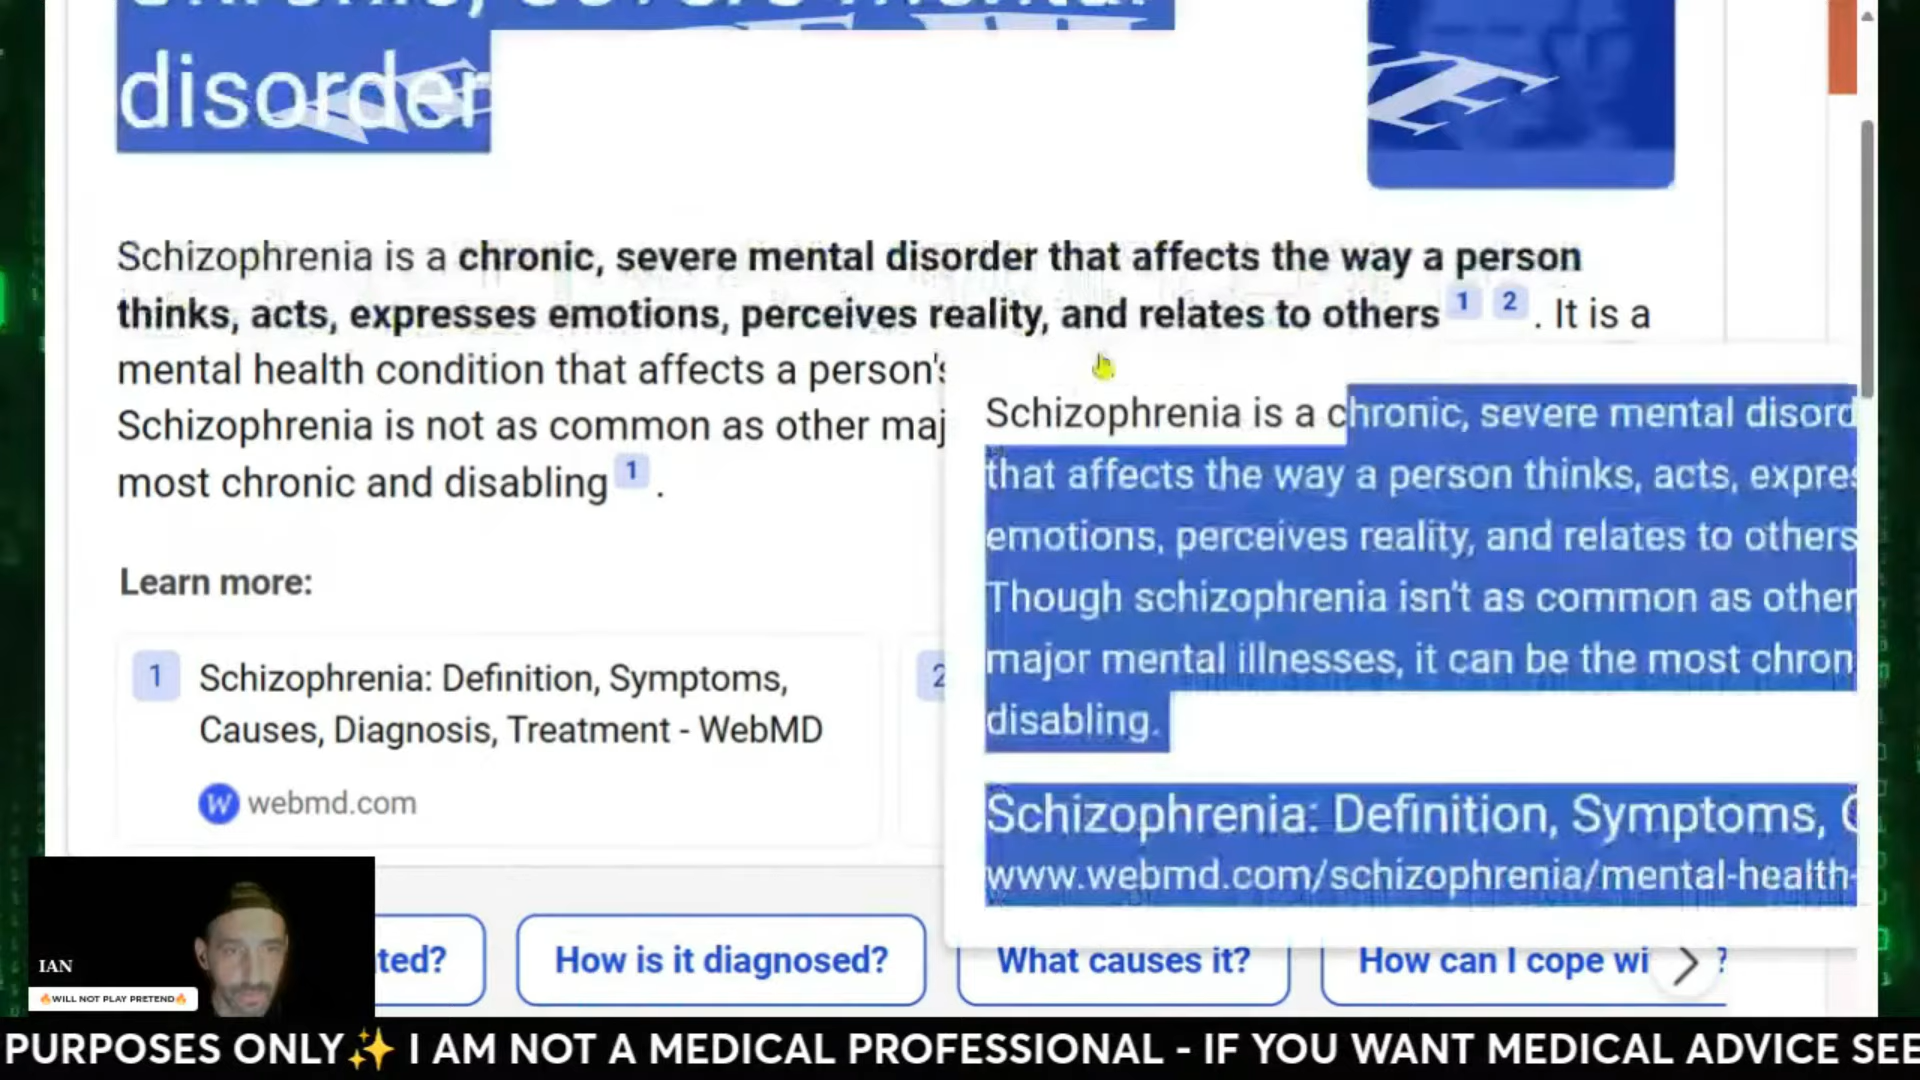 disorder
Schizophrenia is a chronic, severe mental disorder that affects the way a person
thinks, acts, expresses emotions, perceives reality, and relates to others 1 2 . It is a
mental health condition that affects a person's
Schizophrenia is not as common as other maj
most chronic and disabling 1 .
Schizophrenia is a chronic, severe mental disord
that affects the way a person thinks, acts, expres
emotions, perceives reality, and relates to others
Though schizophrenia isn't as common as other
major mental illnesses, it can be the most chron
disabling.
Schizophrenia: Definition, Symptoms, C
www.webmd.com/schizophrenia/mental-health-
Learn more:
1 Schizophrenia: Definition, Symptoms,
Causes, Diagnosis, Treatment - WebMD
W webmd.com
2
ted?
How is it diagnosed?
What causes it?
How can I cope wi ?
IAN
🔥WILL NOT PLAY PRETEND🔥
PURPOSES ONLY✨ I AM NOT A MEDICAL PROFESSIONAL - IF YOU WANT MEDICAL ADVICE SEE